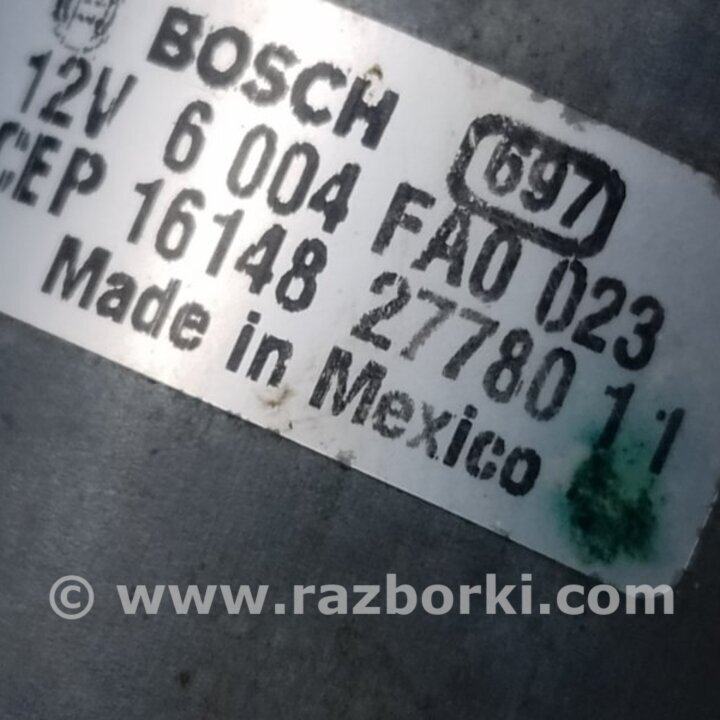 BOSCH 697
12V 6 004 FA0 023
CEP 16148 27780 11
Made in Mexico
© www.razborki.com